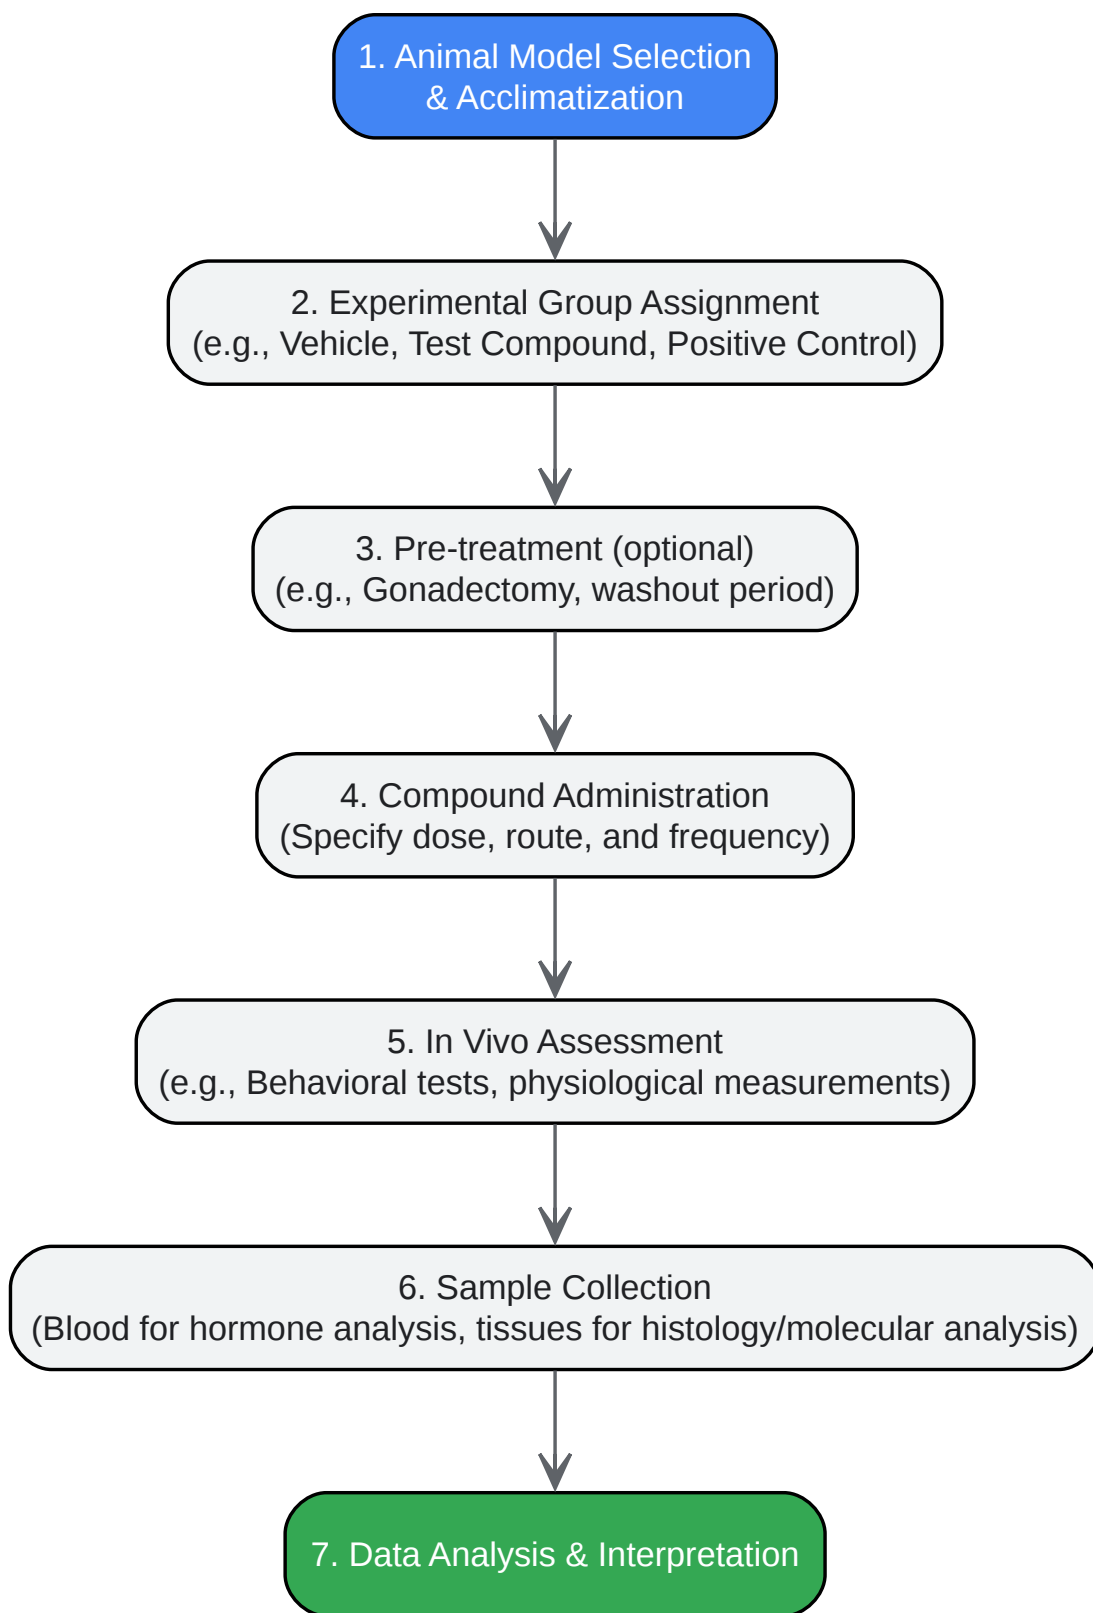 1. Animal Model Selection
& Acclimatization
2. Experimental Group Assignment
(e.g., Vehicle, Test Compound, Positive Control)
3. Pre-treatment (optional)
(e.g., Gonadectomy, washout period)
4. Compound Administration
(Specify dose, route, and frequency)
5. In Vivo Assessment
(e.g., Behavioral tests, physiological measurements)
6. Sample Collection
(Blood for hormone analysis, tissues for histology/molecular analysis)
7. Data Analysis & Interpretation